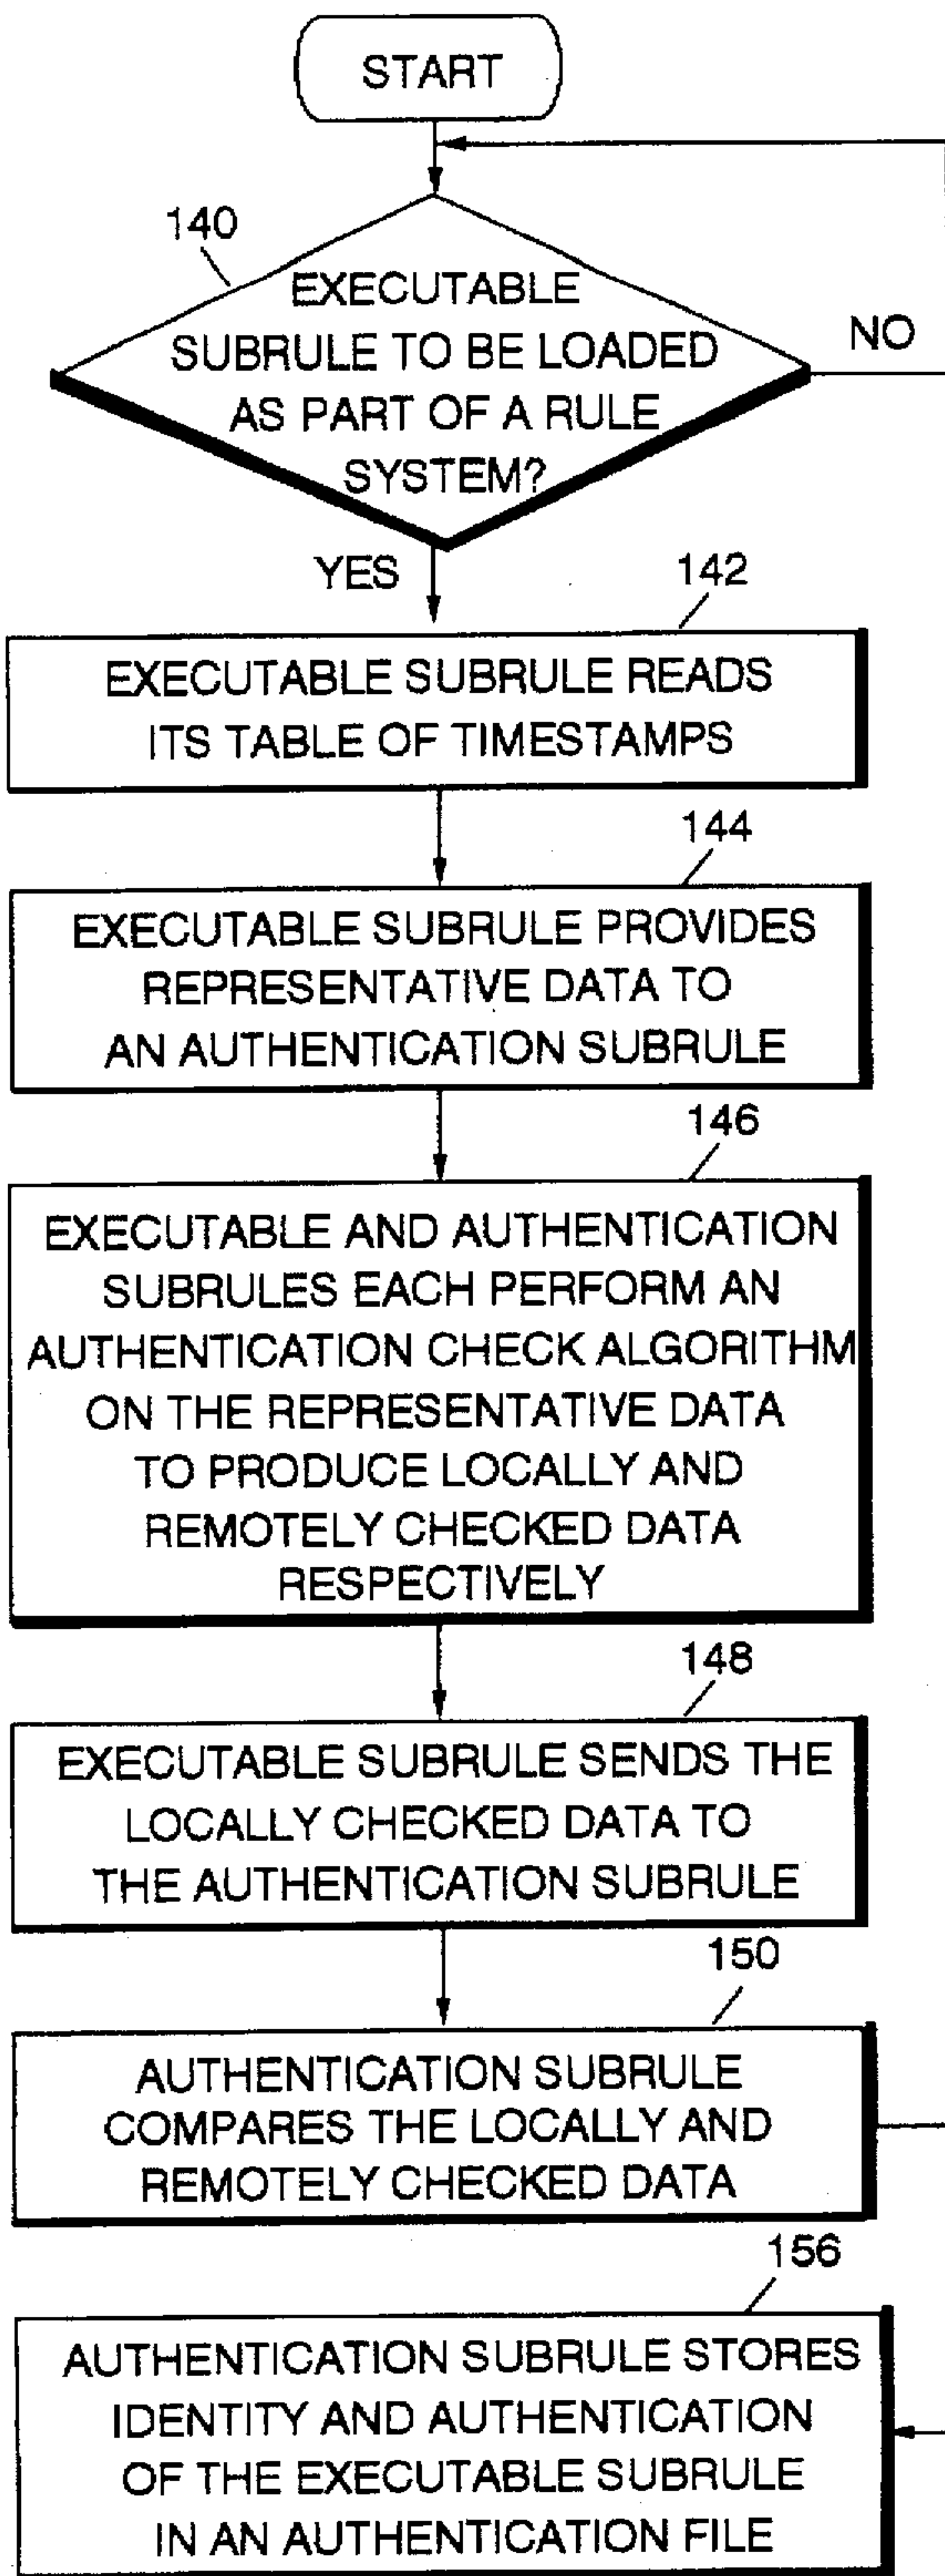 START
140
EXECUTABLE
SUBRULE TO BE LOADED
AS PART OF A RULE
SYSTEM?
NO
YES
142
EXECUTABLE SUBRULE READS
ITS TABLE OF TIMESTAMPS
144
EXECUTABLE SUBRULE PROVIDES
REPRESENTATIVE DATA TO
AN AUTHENTICATION SUBRULE
146
EXECUTABLE AND AUTHENTICATION
SUBRULES EACH PERFORM AN
AUTHENTICATION CHECK ALGORITHM
ON THE REPRESENTATIVE DATA
TO PRODUCE LOCALLY AND
REMOTELY CHECKED DATA
RESPECTIVELY
148
EXECUTABLE SUBRULE SENDS THE
LOCALLY CHECKED DATA TO
THE AUTHENTICATION SUBRULE
150
AUTHENTICATION SUBRULE
COMPARES THE LOCALLY AND
REMOTELY CHECKED DATA
156
AUTHENTICATION SUBRULE STORES
IDENTITY AND AUTHENTICATION
OF THE EXECUTABLE SUBRULE
IN AN AUTHENTICATION FILE